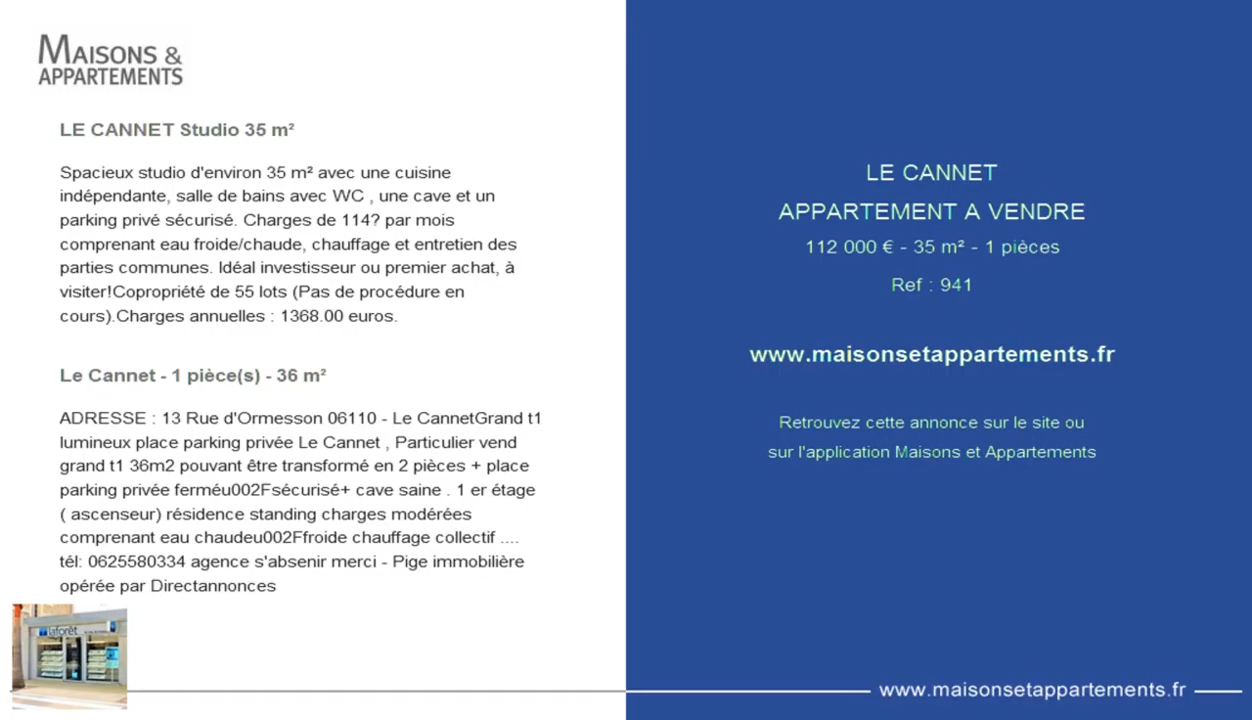 MAISONS &
APPARTEMENTS
LE CANNET Studio 35 m²
Spacieux studio d'environ 35 m² avec une cuisine
indépendante, salle de bains avec WC , une cave et un
parking privé sécurisé. Charges de 114? par mois
comprenant eau froide/chaude, chauffage et entretien des
parties communes. Idéal investisseur ou premier achat, à
visiter!Copropriété de 55 lots (Pas de procédure en
cours).Charges annuelles : 1368.00 euros.
Le Cannet - 1 pièce(s) - 36 m²
ADRESSE : 13 Rue d'Ormesson 06110 - Le CannetGrand t1
lumineux place parking privée Le Cannet , Particulier vend
grand t1 36m2 pouvant être transformé en 2 pièces + place
parking privée ferméu002Fsécurisé+ cave saine . 1 er étage
( ascenseur) résidence standing charges modérées
comprenant eau chaudeu002Ffroide chauffage collectif ....
tél: 0625580334 agence s'absenir merci - Pige immobilière
opérée par Directannonces
laforêt
LE CANNET
APPARTEMENT A VENDRE
112 000 € - 35 m² - 1 pièces
Ref : 941
www.maisonsetappartements.fr
Retrouvez cette annonce sur le site ou
sur l'application Maisons et Appartements
www.maisonsetappartements.fr